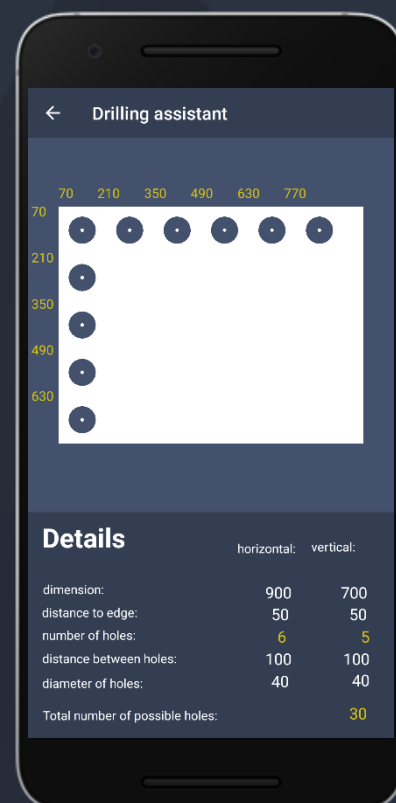 Drilling assistant
70 210 350 490 630 770
70
210
350
490
630
Details horizontal: vertical:
dimension: 900 700
distance to edge: 50 50
number of holes: 6 5
distance between holes: 100 100
diameter of holes: 40 40
Total number of possible holes: 30